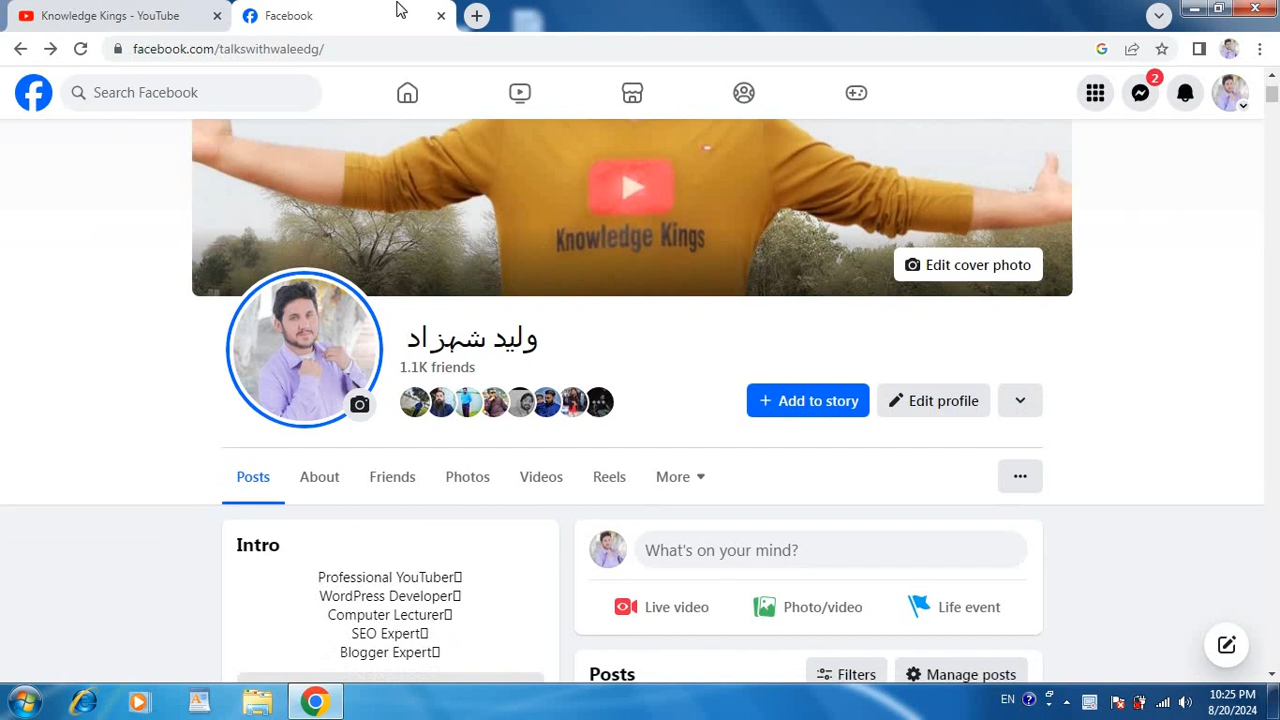 Knowledge Kings - YouTube
Facebook
facebook.com/talkswithwaleedg/
Search Facebook
2
Knowledge Kings
Edit cover photo
ولید شہزاد
1.1K friends
Add to story
Edit profile
Posts About Friends Photos Videos Reels More
Intro
What's on your mind?
Professional YouTuber
WordPress Developer
Computer Lecturer
SEO Expert
Blogger Expert
Live video Photo/video Life event
Posts
Filters
Manage posts
EN
10:25 PM
8/20/2024